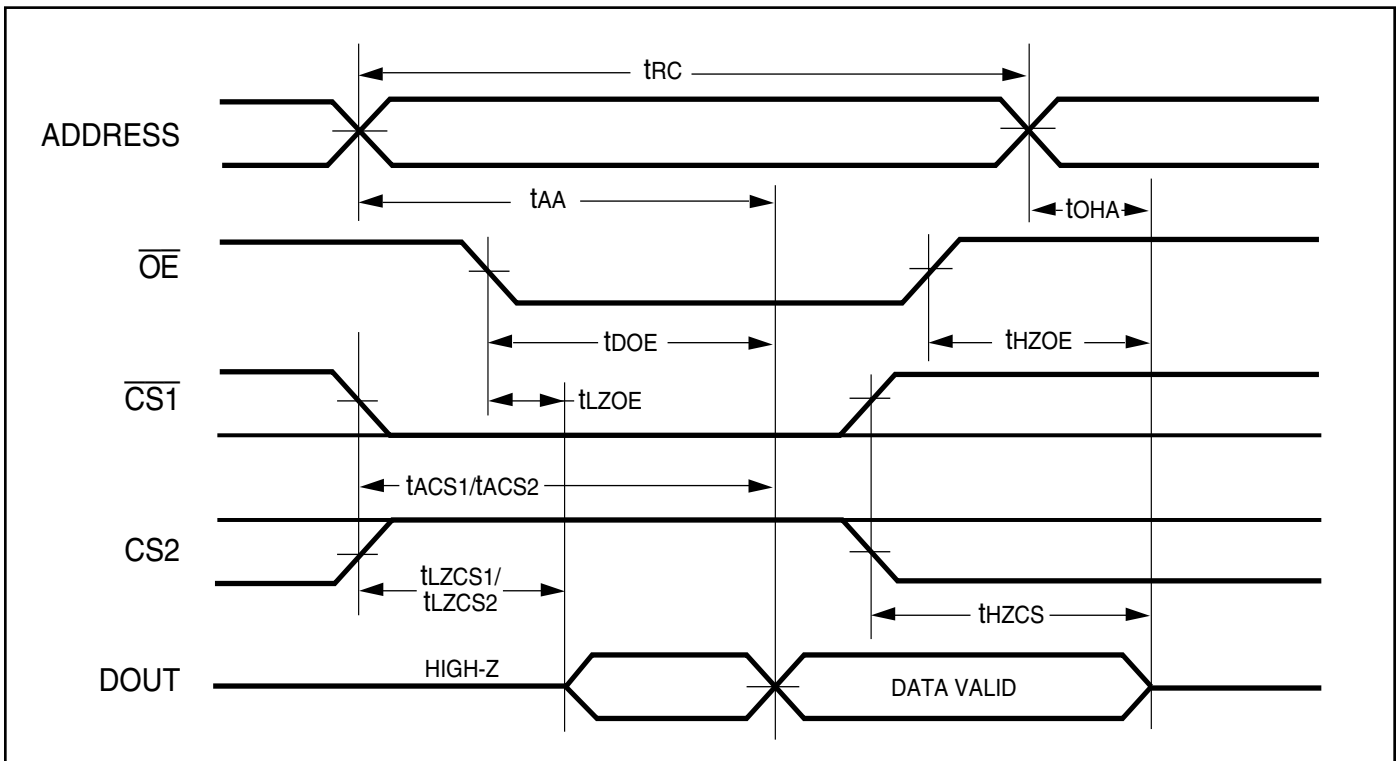 tRC
ADDRESS
tAA
tOHA
OE
tDOE
tHZOE
CS1
tLZOE
tACS1/tACS2
CS2
tLZCS1/
tLZCS2
tHZCS
DOUT
HIGH-Z
DATA VALID